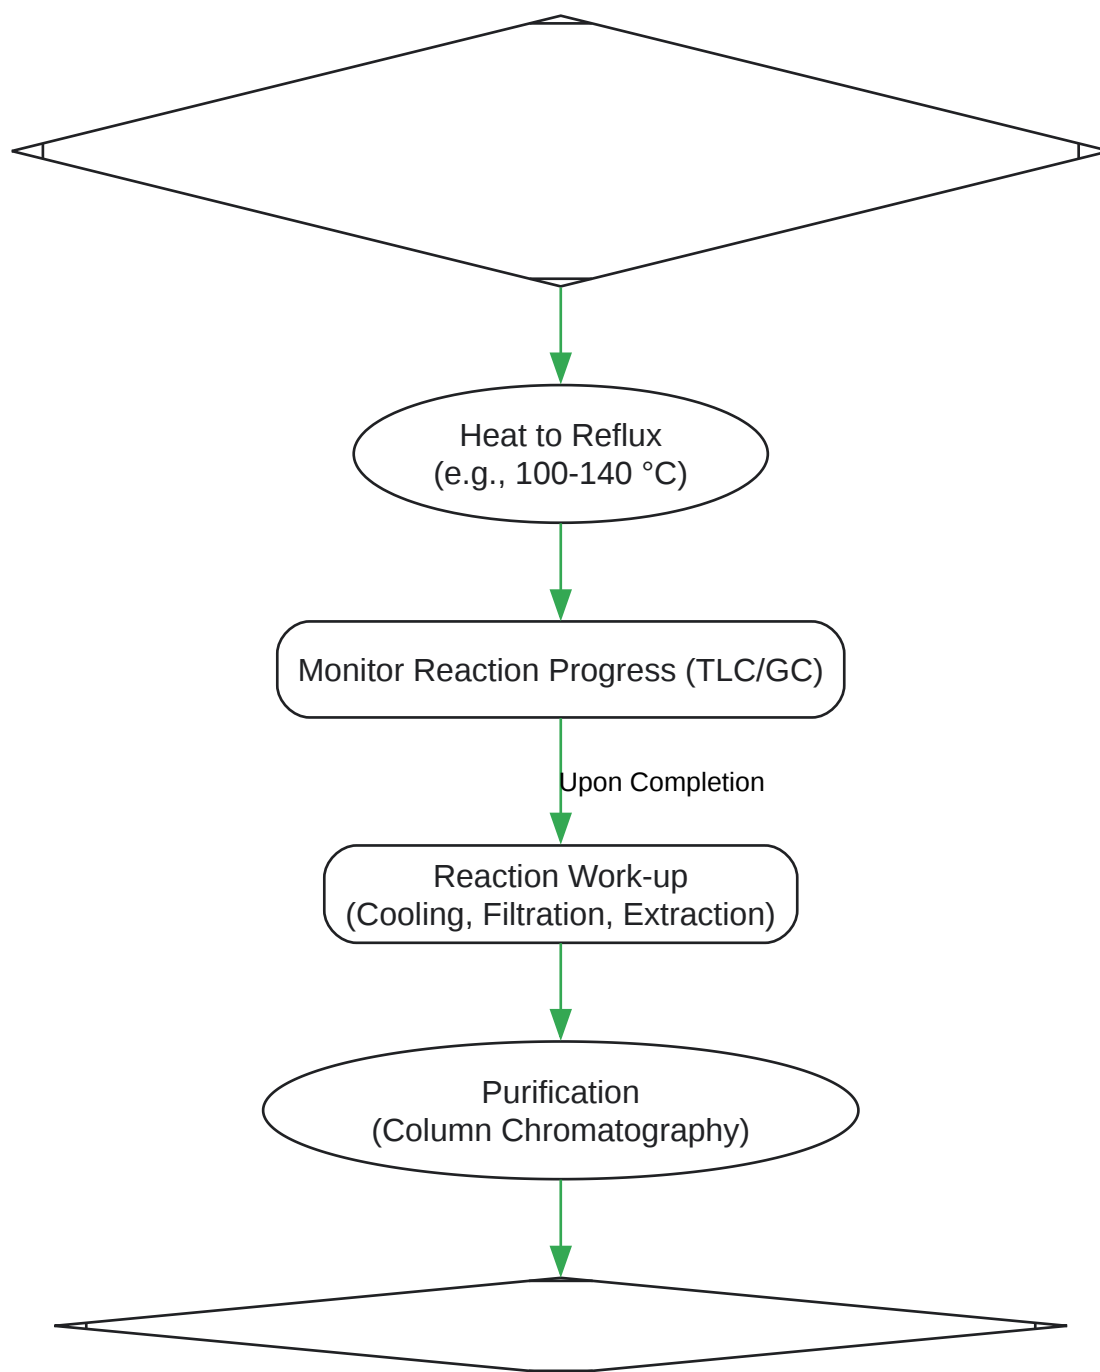 Heat to Reflux
(e.g., 100-140 °C)
Monitor Reaction Progress (TLC/GC)
Upon Completion
Reaction Work-up
(Cooling, Filtration, Extraction)
Purification
(Column Chromatography)